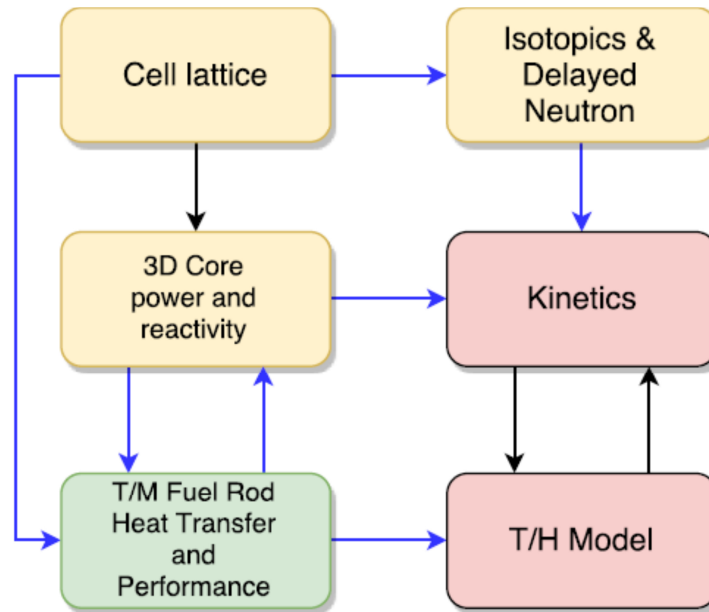 Cell lattice
Isotopics &
Delayed
Neutron
3D Core
power and
reactivity
Kinetics
T/M Fuel Rod
Heat Transfer
and
Performance
T/H Model